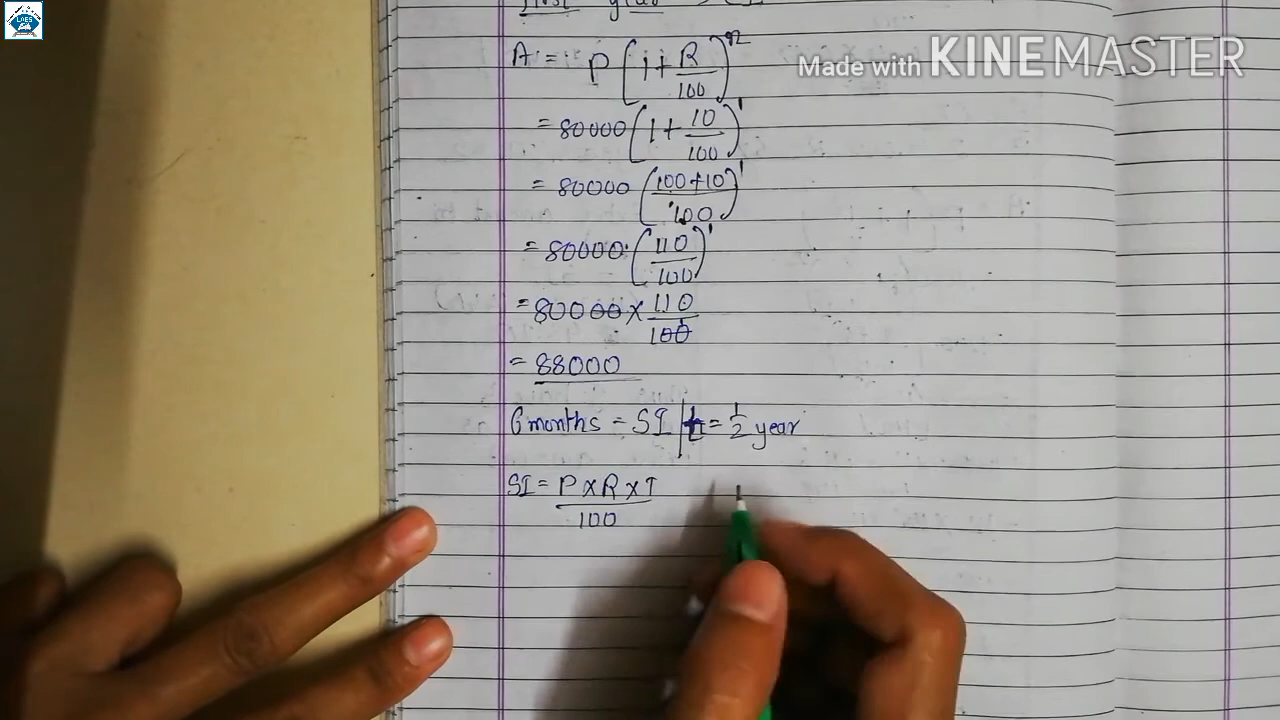 LAES
Made with KINEMASTER
A = P [1 + R/100]^n
= 80000 (1 + 10/100)^1
= 80000 (100+10/100)^1
= 80000 (110/100)^1
= 80000 × 110/100
= 88000
6 months = SI | t = 1/2 year
SI = P × R × T / 100